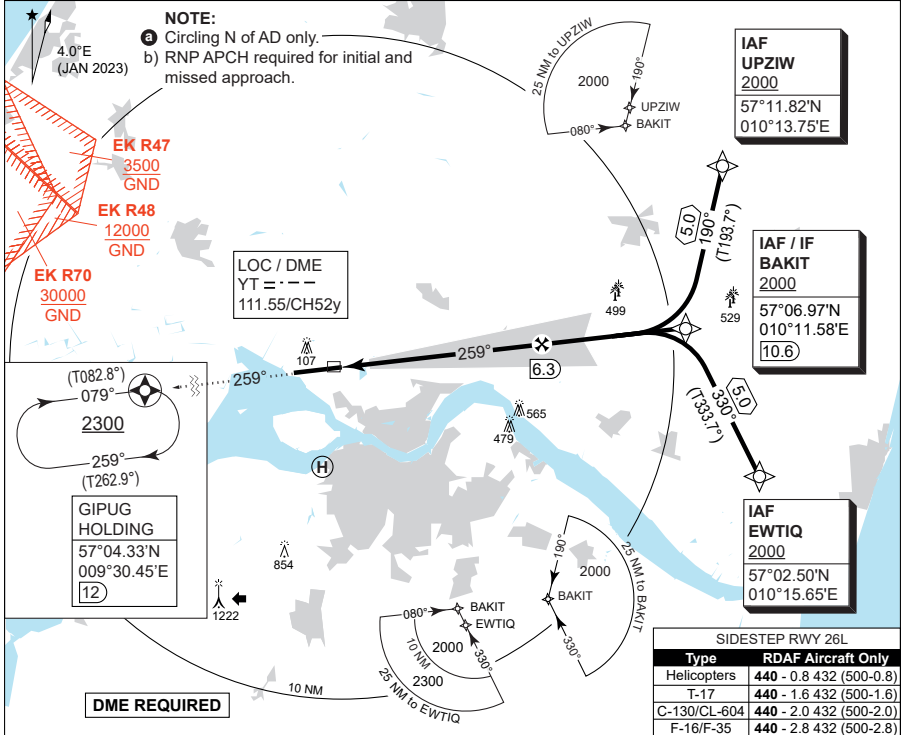 NOTE:
a Circling N of AD only.
b) RNP APCH required for initial and
missed approach.
4.0°E
(JAN 2023)
EK R47
3500
GND
EK R48
12000
GND
EK R70
30000
GND
25 NM to UPZIW
2000
190°
UPZIW
080°
BAKIT
IAF
UPZIW
2000
57°11.82'N
010°13.75'E
5.0
190°
(T193.7°)
LOC / DME
YT
111.55/CH52y
499
529
IAF / IF
BAKIT
2000
57°06.97'N
010°11.58'E
10.6
107
259°
6.3
259°
(T082.8°)
079°
2300
259°
(T262.9°)
565
479
H
5.0
330°
(T333.7°)
GIPUG
HOLDING
57°04.33'N
009°30.45'E
12
854
1222
IAF
EWTIQ
2000
57°02.50'N
010°15.65'E
190°
2000
BAKIT
330°
25 NM to BAKIT
080°
BAKIT
EWTIQ
2000
10 NM
2300
330°
25 NM to EWTIQ
10 NM
DME REQUIRED
SIDESTEP RWY 26L
Type RDAF Aircraft Only
Helicopters 440 - 0.8 432 (500-0.8)
T-17 440 - 1.6 432 (500-1.6)
C-130/CL-604 440 - 2.0 432 (500-2.0)
F-16/F-35 440 - 2.8 432 (500-2.8)